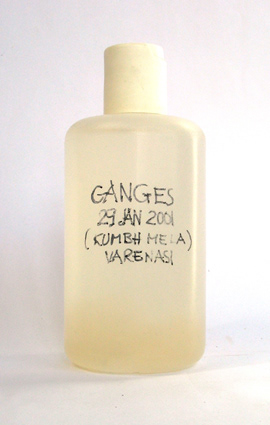 GANGES
29 JAN 2001
(KUMBH MELA)
VARENASI